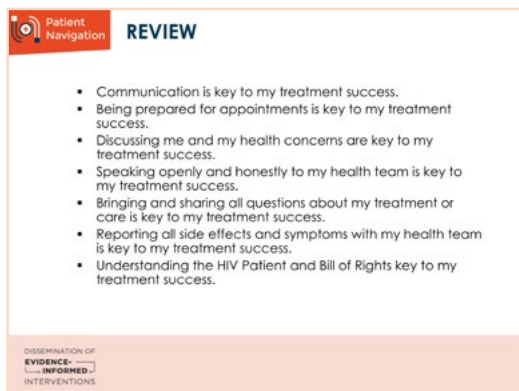 Patient
Navigation
REVIEW
▪ Communication is key to my treatment success.
▪ Being prepared for appointments is key to my treatment
success.
▪ Discussing me and my health concerns are key to my
treatment success.
▪ Speaking openly and honestly to my health team is key to
my treatment success.
▪ Bringing and sharing all questions about my treatment or
care is key to my treatment success.
▪ Reporting all side effects and symptoms with my health team
is key to my treatment success.
▪ Understanding the HIV Patient and Bill of Rights key to my
treatment success.
DISSEMINATION OF
EVIDENCE-
INFORMED
INTERVENTIONS